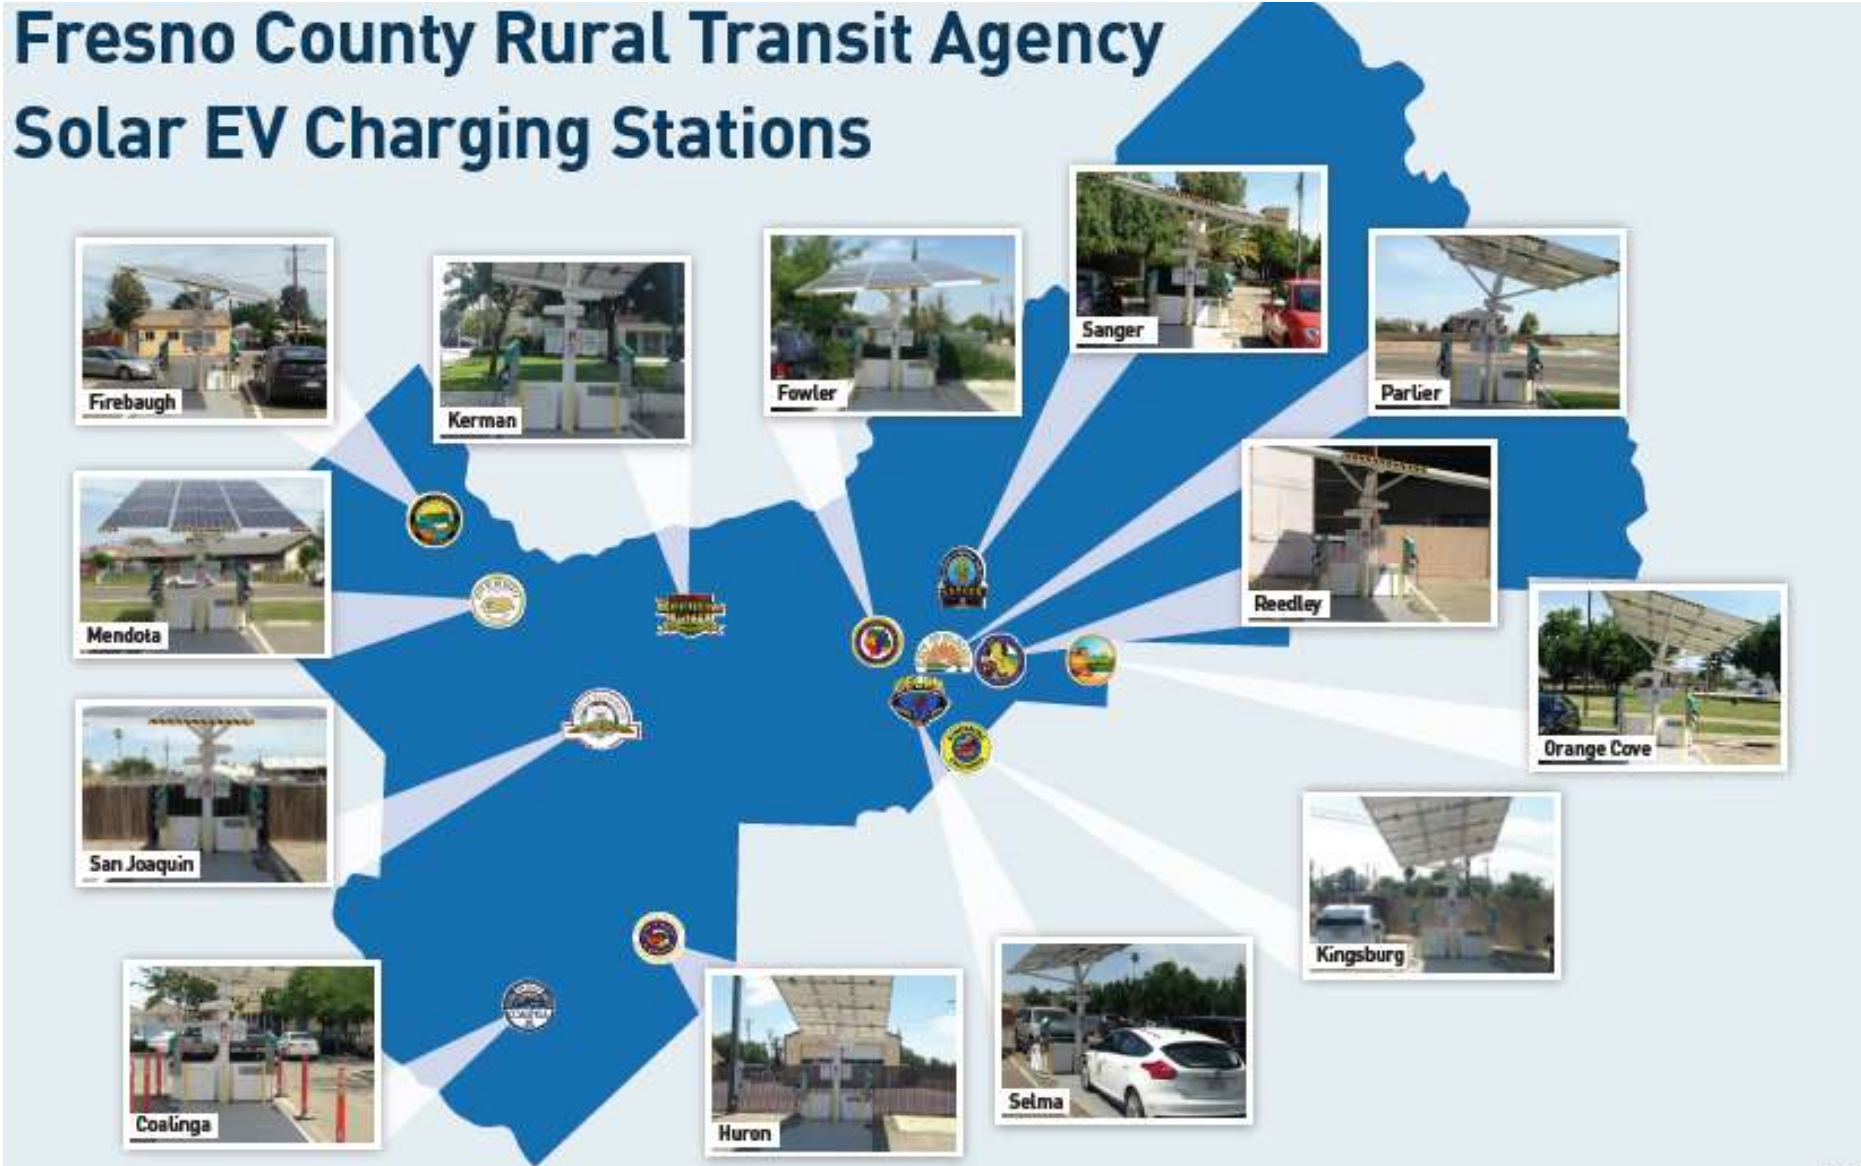 Fresno County Rural Transit Agency
Solar EV Charging Stations
Sanger
Firebaugh
Kerman
Fowler
Parlier
Mendota
Reedley
San Joaquin
Orange Cove
Kingsburg
Coalinga
Huron
Selma